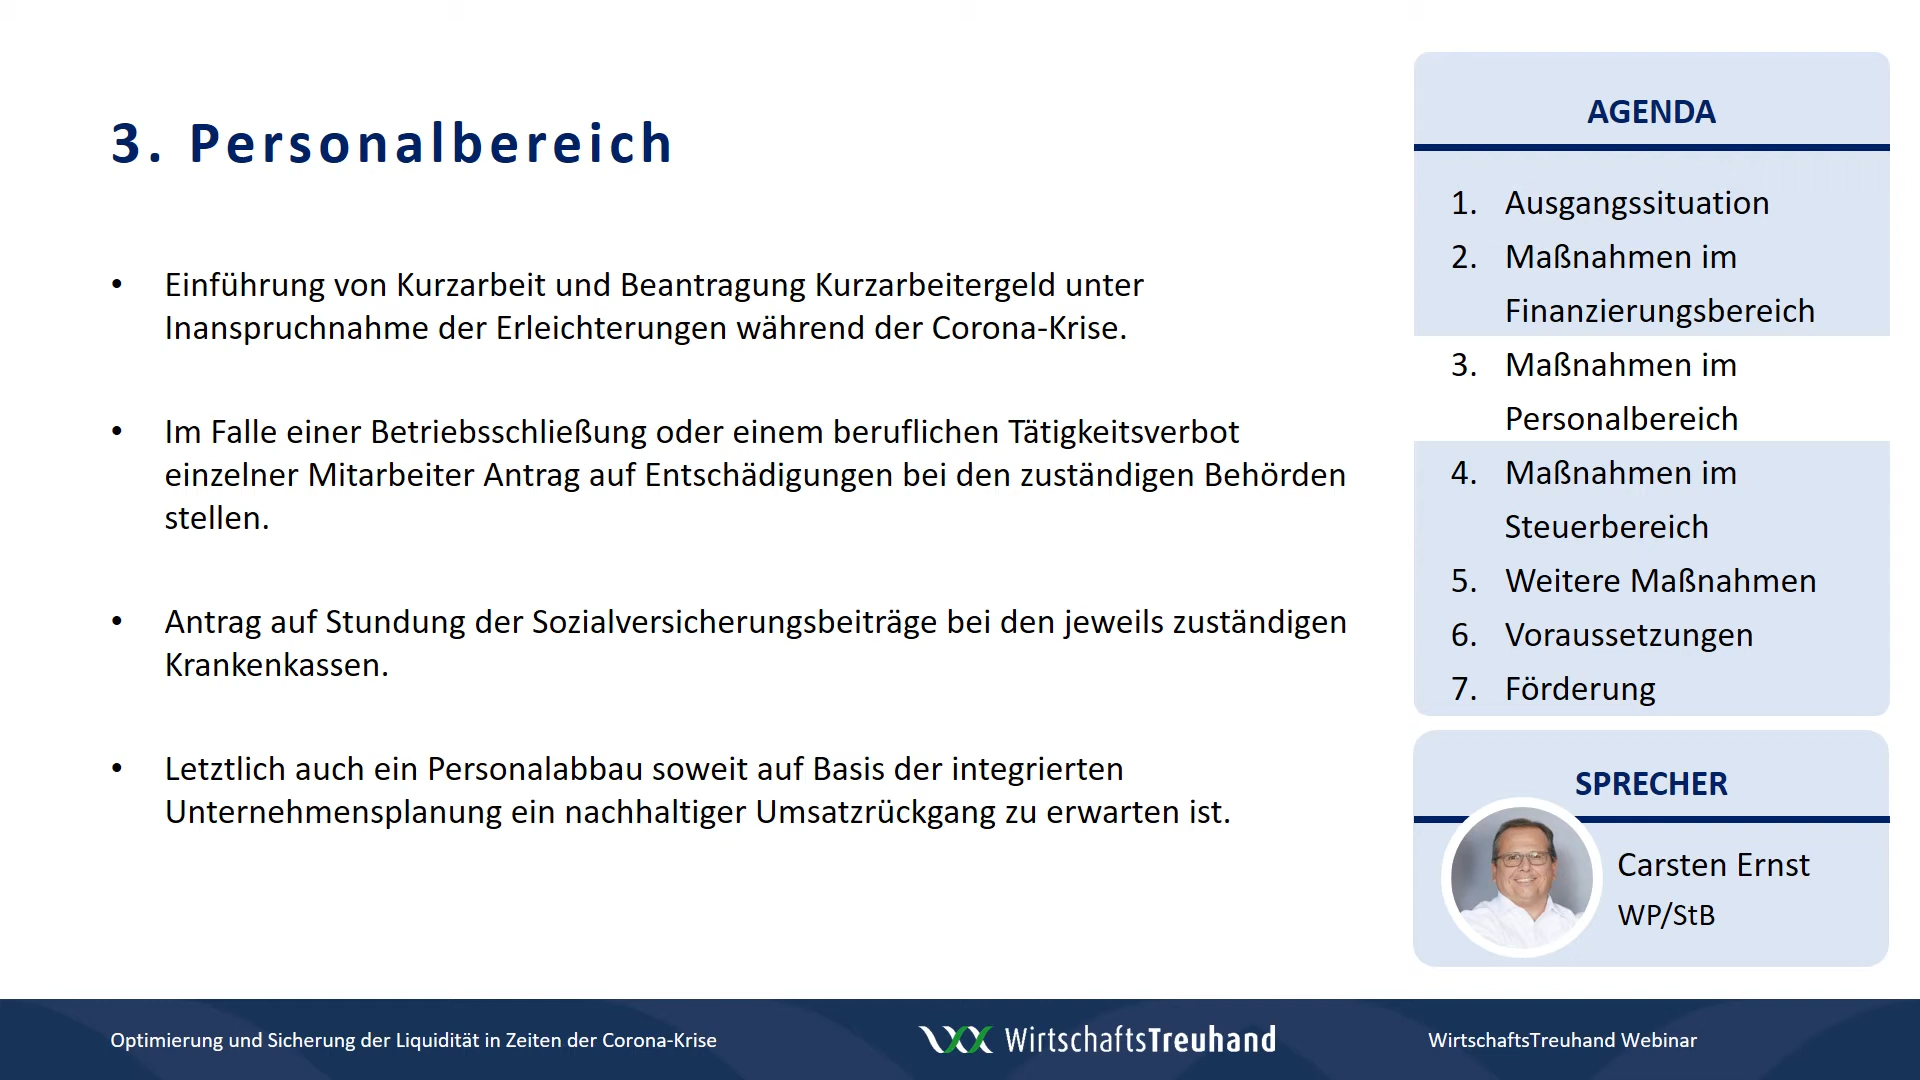 3. Personalbereich
• Einführung von Kurzarbeit und Beantragung Kurzarbeitergeld unter
Inanspruchnahme der Erleichterungen während der Corona-Krise.
• Im Falle einer Betriebsschließung oder einem beruflichen Tätigkeitsverbot
einzelner Mitarbeiter Antrag auf Entschädigungen bei den zuständigen Behörden
stellen.
• Antrag auf Stundung der Sozialversicherungsbeiträge bei den jeweils zuständigen
Krankenkassen.
• Letztlich auch ein Personalabbau soweit auf Basis der integrierten
Unternehmensplanung ein nachhaltiger Umsatzrückgang zu erwarten ist.
AGENDA
1. Ausgangssituation
2. Maßnahmen im
Finanzierungsbereich
3. Maßnahmen im
Personalbereich
4. Maßnahmen im
Steuerbereich
5. Weitere Maßnahmen
6. Voraussetzungen
7. Förderung
SPRECHER
Carsten Ernst
WP/StB
Optimierung und Sicherung der Liquidität in Zeiten der Corona-Krise
WirtschaftsTreuhand
WirtschaftsTreuhand Webinar